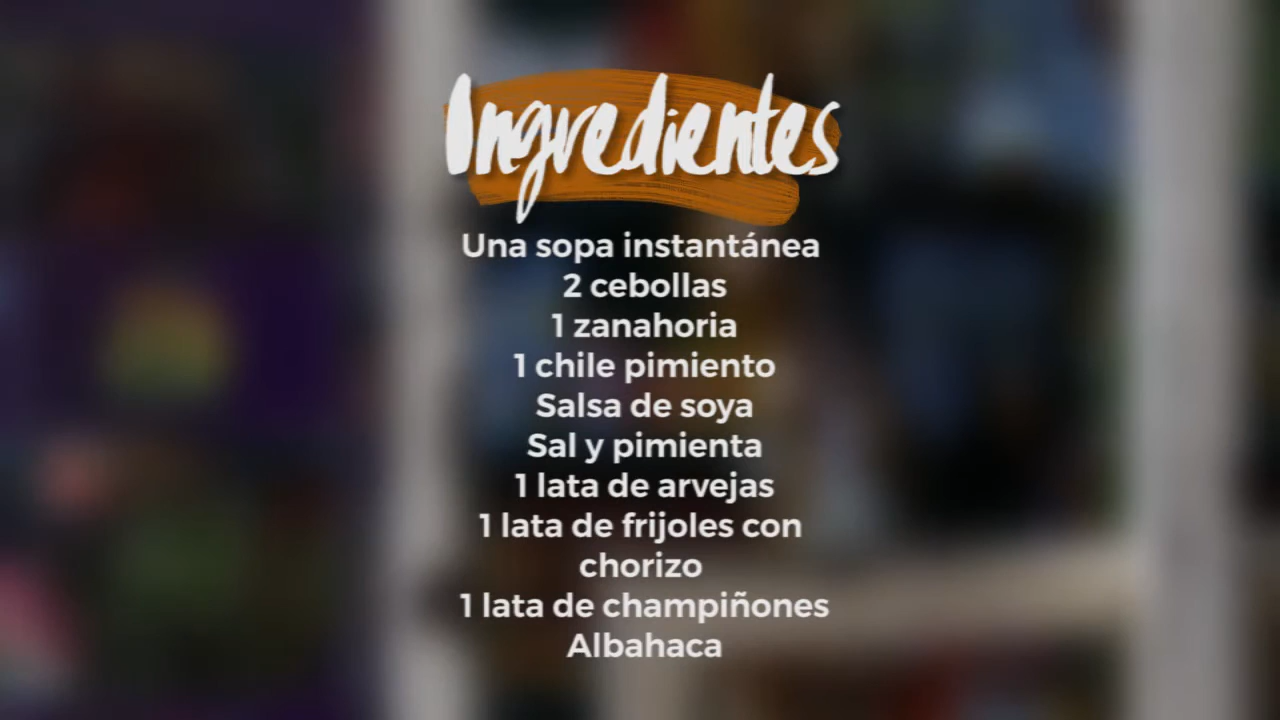 Ingredientes
Una sopa instantánea
2 cebollas
1 zanahoria
1 chile pimiento
Salsa de soya
Sal y pimienta
1 lata de arvejas
1 lata de frijoles con
chorizo
1 lata de champiñones
Albahaca